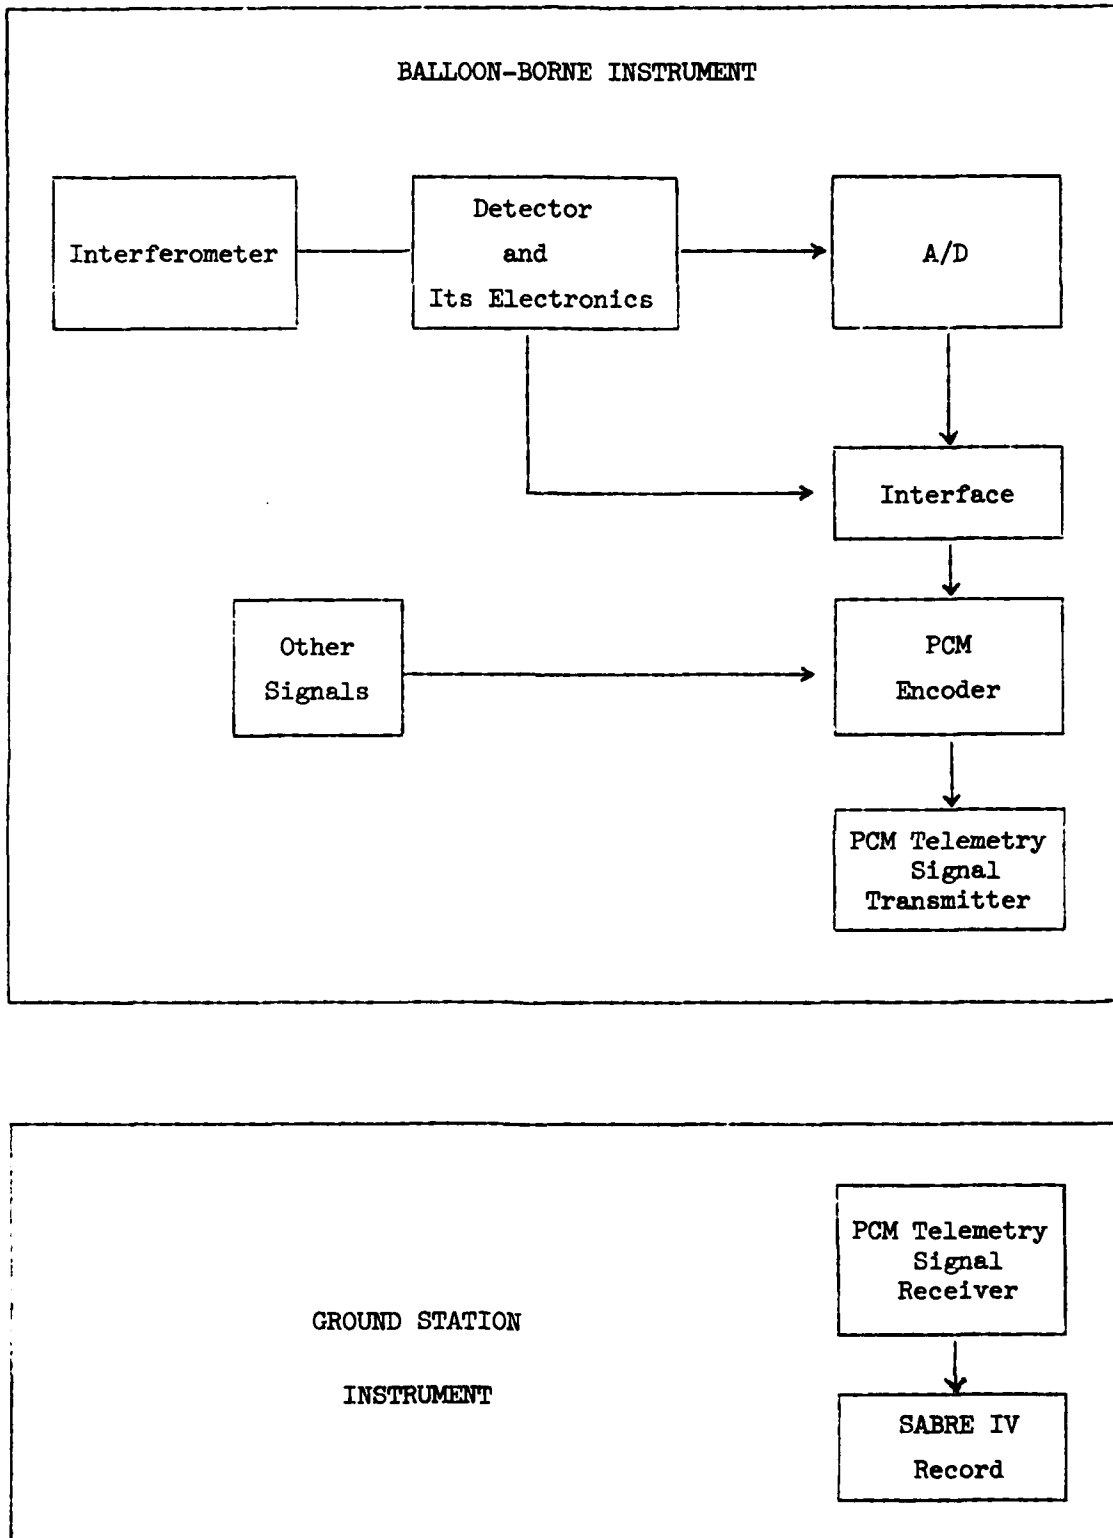 BALLOON-BORNE INSTRUMENT
Interferometer
Detector
and
Its Electronics
A/D
Interface
Other
Signals
PCM
Encoder
PCM Telemetry
Signal
Transmitter
PCM Telemetry
Signal
Receiver
GROUND STATION
INSTRUMENT
SABRE IV
Record